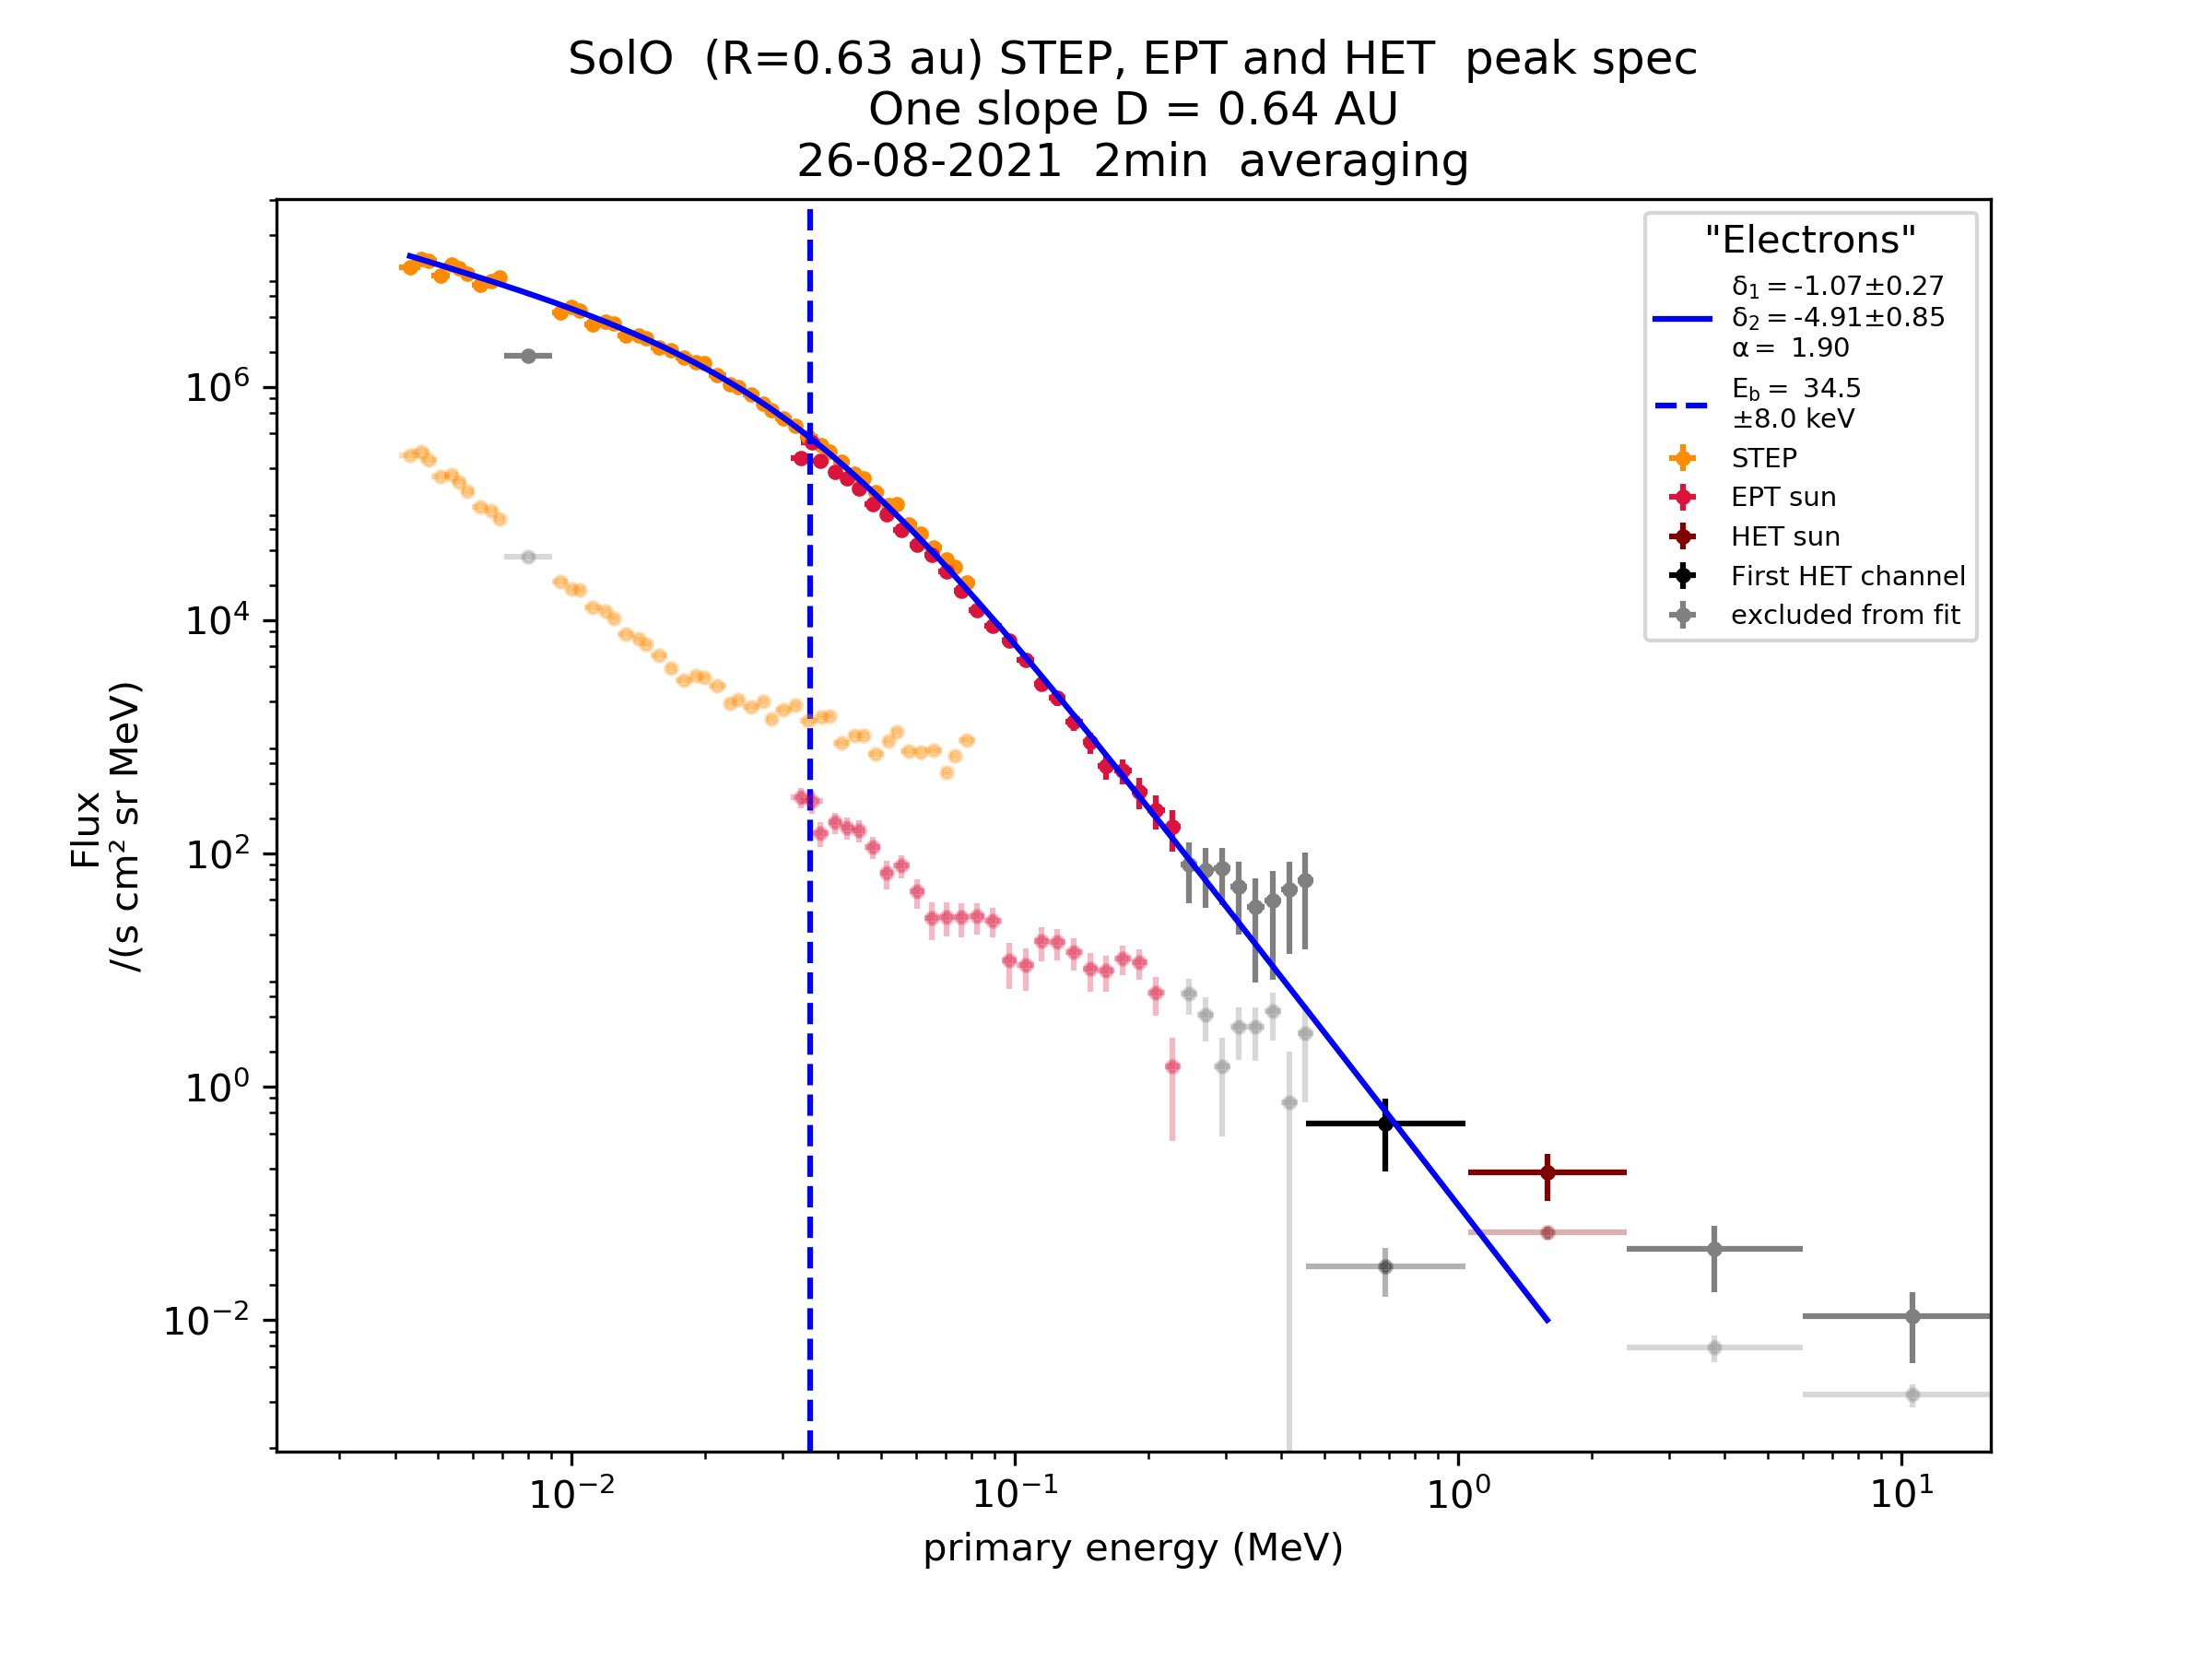 SolO  (R=0.63 au) STEP, EPT and HET  peak spec
One slope D = 0.64 AU
26-08-2021  2min  averaging
"Electrons"
δ₁ = -1.07±0.27
δ₂ = -4.91±0.85
α =  1.90
E_b =  34.5
±8.0 keV
STEP
EPT sun
HET sun
First HET channel
excluded from fit
Flux
/(s cm² sr MeV)
10⁶
10⁴
10²
10⁰
10⁻²
10⁻²
10⁻¹
10⁰
10¹
primary energy (MeV)